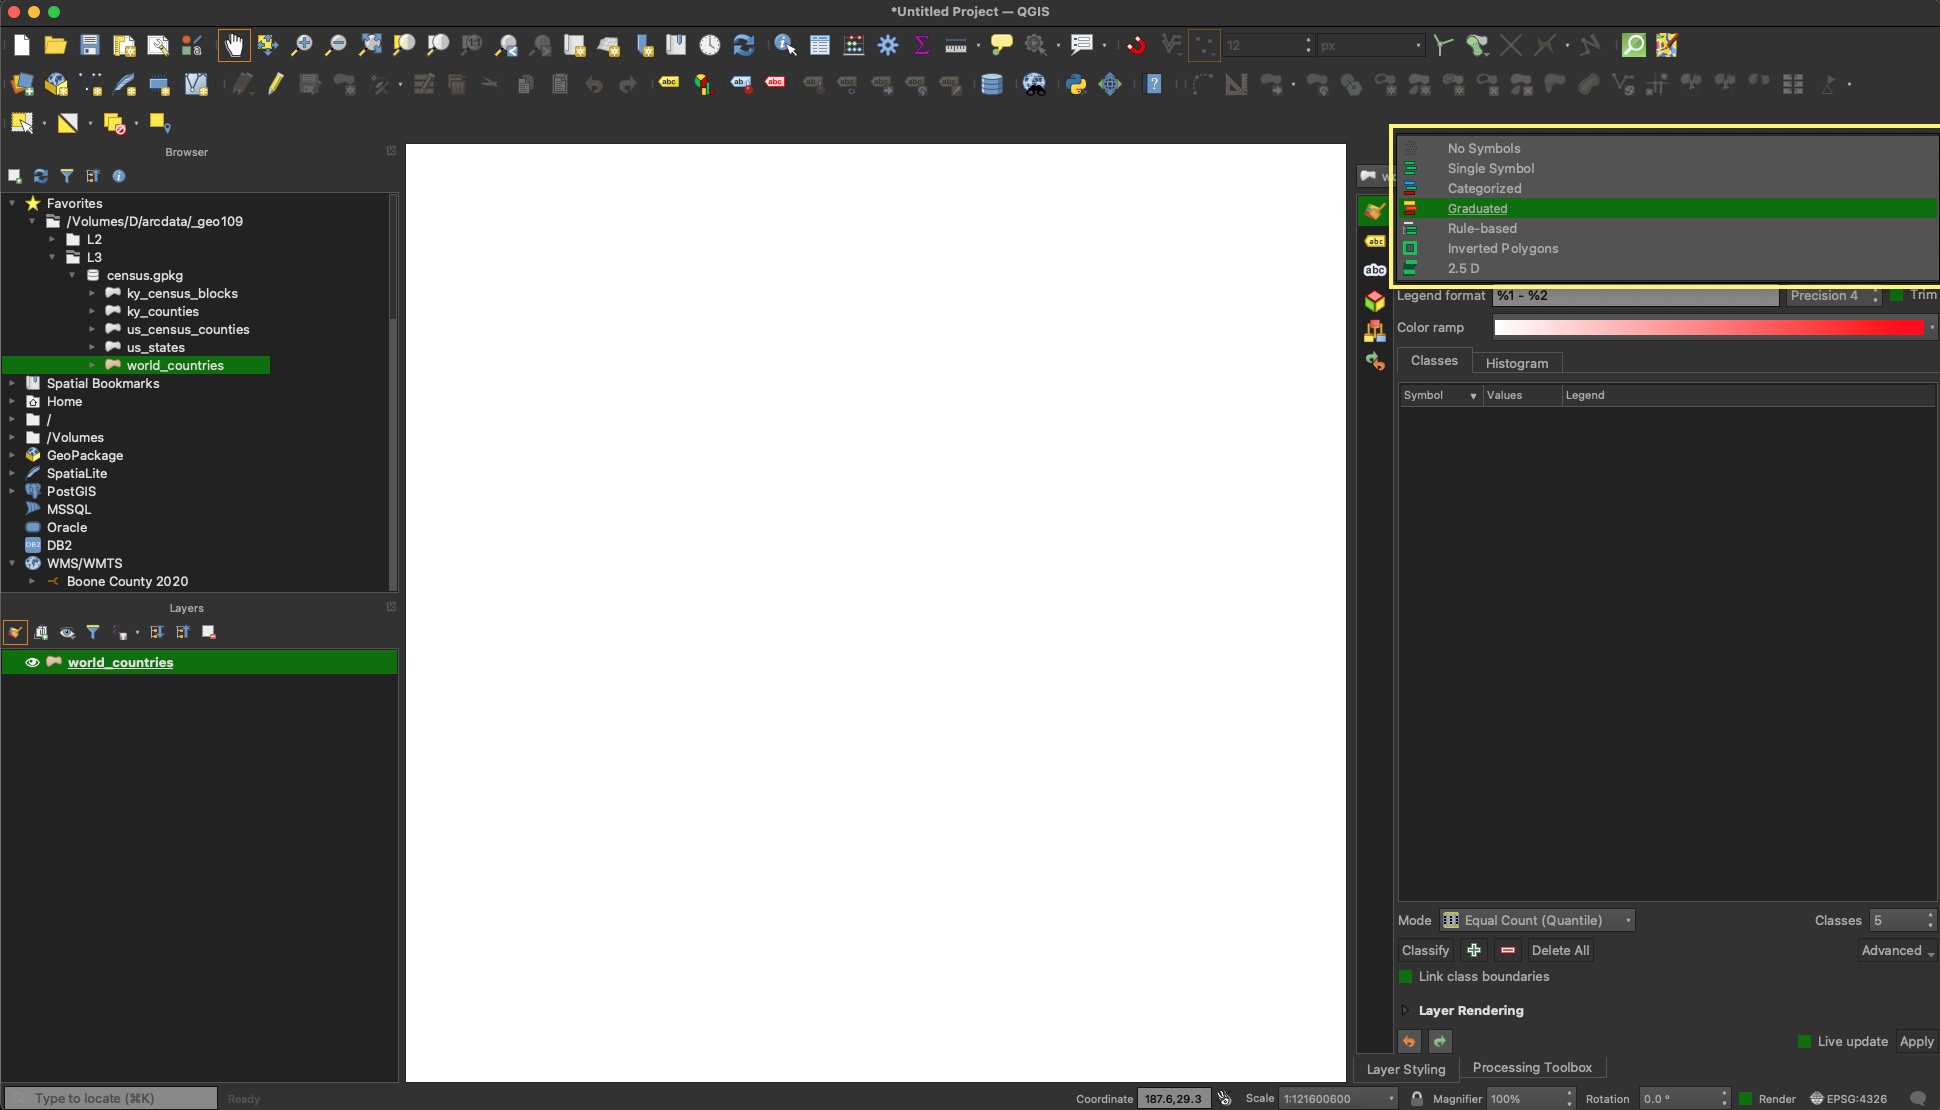 *Untitled Project — QGIS
12
px
Browser
Favorites
/Volumes/D/arcdata/_geo109
L2
L3
census.gpkg
ky_census_blocks
ky_counties
us_census_counties
us_states
world_countries
Spatial Bookmarks
Home
/
/Volumes
GeoPackage
SpatiaLite
PostGIS
MSSQL
Oracle
DB2
WMS/WMTS
Boone County 2020
Layers
world_countries
No Symbols
Single Symbol
Categorized
Graduated
Rule-based
Inverted Polygons
2.5 D
Legend format %1 - %2 Precision 4 Trim
Color ramp
Classes Histogram
Symbol Values Legend
Mode Equal Count (Quantile) Classes 5
Classify Delete All Advanced
Link class boundaries
Layer Rendering
Live update Apply
Layer Styling Processing Toolbox
Type to locate (⌘K) Ready Coordinate 187.6,29.3 Scale 1:121600600 Magnifier 100% Rotation 0.0 ° Render EPSG:4326